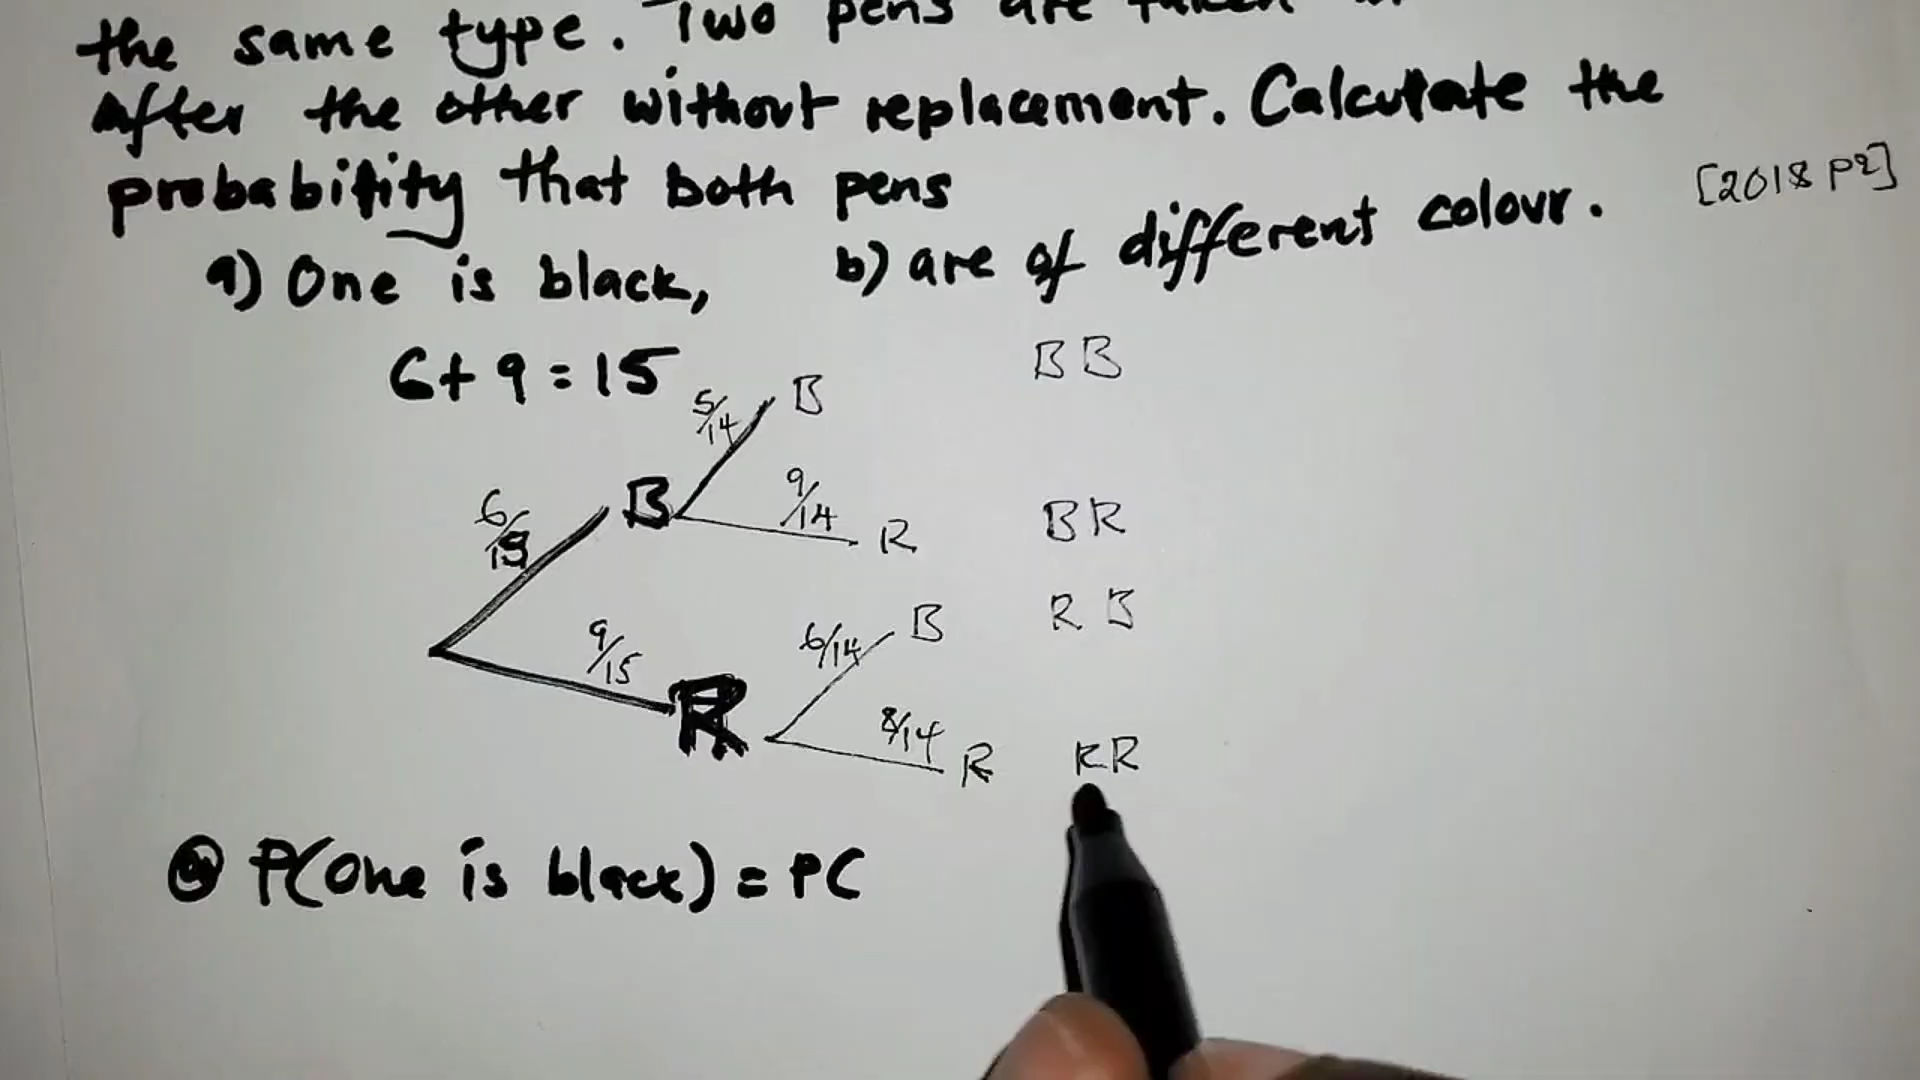 the same type. Two pens are taken
after the other without replacement. Calculate the
probability that both pens
[2018 P2]
a) One is black, b) are of different colour.
6+9=15
5/14 B BB
6/15 B 9/14 R BR
9/15 R 6/14 B RB
8/14 R RR
a P(one is black) = P(